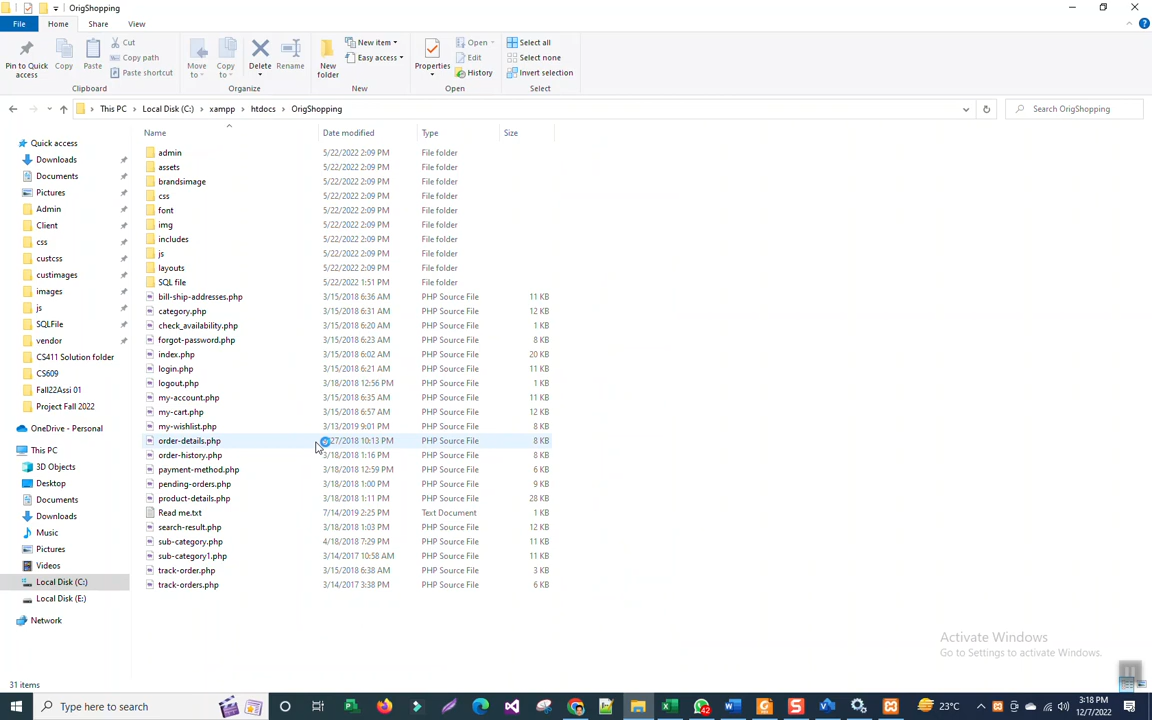 OrigShopping
File
Home
Share
View
Pin to Quick access
Copy
Paste
Cut
Copy path
Paste shortcut
Clipboard
Move to
Copy to
Delete
Rename
Organize
New folder
New item
Easy access
New
Properties
Open
Edit
History
Open
Select all
Select none
Invert selection
Select
This PC > Local Disk (C:) > xampp > htdocs > OrigShopping
Search OrigShopping
Name Date modified Type Size
Quick access
Downloads
Documents
Pictures
Admin
Client
css
custcss
custimages
images
js
SQLFile
vendor
CS411 Solution folder
CS609
Fall22Assi 01
Project Fall 2022
OneDrive - Personal
This PC
3D Objects
Desktop
Documents
Downloads
Music
Pictures
Videos
Local Disk (C:)
Local Disk (E:)
Network
admin 5/22/2022 2:09 PM File folder
assets 5/22/2022 2:09 PM File folder
brandsimage 5/22/2022 2:09 PM File folder
css 5/22/2022 2:09 PM File folder
font 5/22/2022 2:09 PM File folder
img 5/22/2022 2:09 PM File folder
includes 5/22/2022 2:09 PM File folder
js 5/22/2022 2:09 PM File folder
layouts 5/22/2022 2:09 PM File folder
SQL file 5/22/2022 1:51 PM File folder
bill-ship-addresses.php 3/15/2018 6:36 AM PHP Source File 11 KB
category.php 3/15/2018 6:31 AM PHP Source File 12 KB
check_availability.php 3/15/2018 6:20 AM PHP Source File 1 KB
forgot-password.php 3/15/2018 6:23 AM PHP Source File 8 KB
index.php 3/15/2018 6:02 AM PHP Source File 20 KB
login.php 3/15/2018 6:21 AM PHP Source File 11 KB
logout.php 3/18/2018 12:56 PM PHP Source File 1 KB
my-account.php 3/15/2018 6:35 AM PHP Source File 11 KB
my-cart.php 3/15/2018 6:57 AM PHP Source File 12 KB
my-wishlist.php 3/13/2019 9:01 PM PHP Source File 8 KB
order-details.php 27/2018 10:13 PM PHP Source File 8 KB
order-history.php 3/18/2018 1:16 PM PHP Source File 8 KB
payment-method.php 3/18/2018 12:59 PM PHP Source File 6 KB
pending-orders.php 3/18/2018 1:00 PM PHP Source File 9 KB
product-details.php 3/18/2018 1:11 PM PHP Source File 28 KB
Read me.txt 7/14/2019 2:25 PM Text Document 1 KB
search-result.php 3/18/2018 1:03 PM PHP Source File 12 KB
sub-category.php 4/18/2018 7:29 PM PHP Source File 11 KB
sub-category1.php 3/14/2017 10:58 AM PHP Source File 11 KB
track-order.php 3/15/2018 6:38 AM PHP Source File 3 KB
track-orders.php 3/14/2017 3:38 PM PHP Source File 6 KB
Activate Windows
Go to Settings to activate Windows.
31 items
Type here to search
42
23°C
3:18 PM
12/7/2022